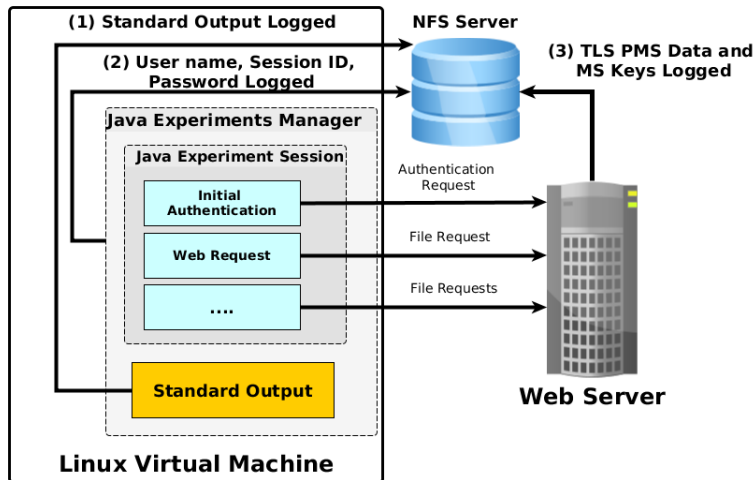 (1) Standard Output Logged
NFS Server
(2) User name, Session ID,
Password Logged
(3) TLS PMS Data and
MS Keys Logged
Java Experiments Manager
Java Experiment Session
Initial
Authentication
Authentication
Request
Web Request
File Request
....
File Requests
Standard Output
Web Server
Linux Virtual Machine